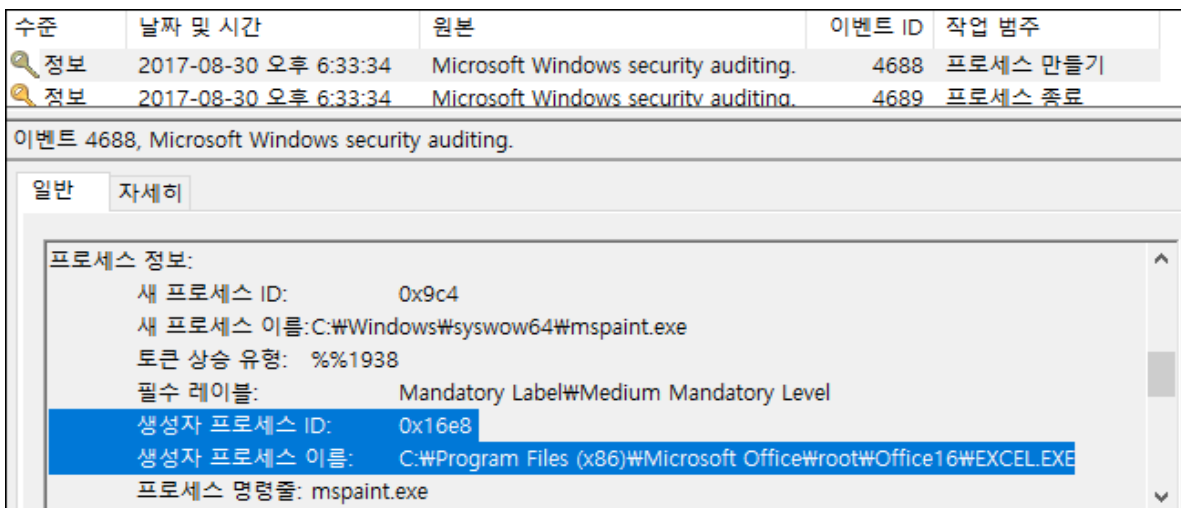 수준 날짜 및 시간 원본 이벤트 ID 작업 범주
정보 2017-08-30 오후 6:33:34 Microsoft Windows security auditing. 4688 프로세스 만들기
정보 2017-08-30 오후 6:33:34 Microsoft Windows security auditing. 4689 프로세스 종료
이벤트 4688, Microsoft Windows security auditing.
일반 자세히
프로세스 정보:
새 프로세스 ID: 0x9c4
새 프로세스 이름:C:₩Windows₩syswow64₩mspaint.exe
토큰 상승 유형: %%1938
필수 레이블: Mandatory Label₩Medium Mandatory Level
생성자 프로세스 ID: 0x16e8
생성자 프로세스 이름: C:₩Program Files (x86)₩Microsoft Office₩root₩Office16₩EXCEL.EXE
프로세스 명령줄: mspaint.exe